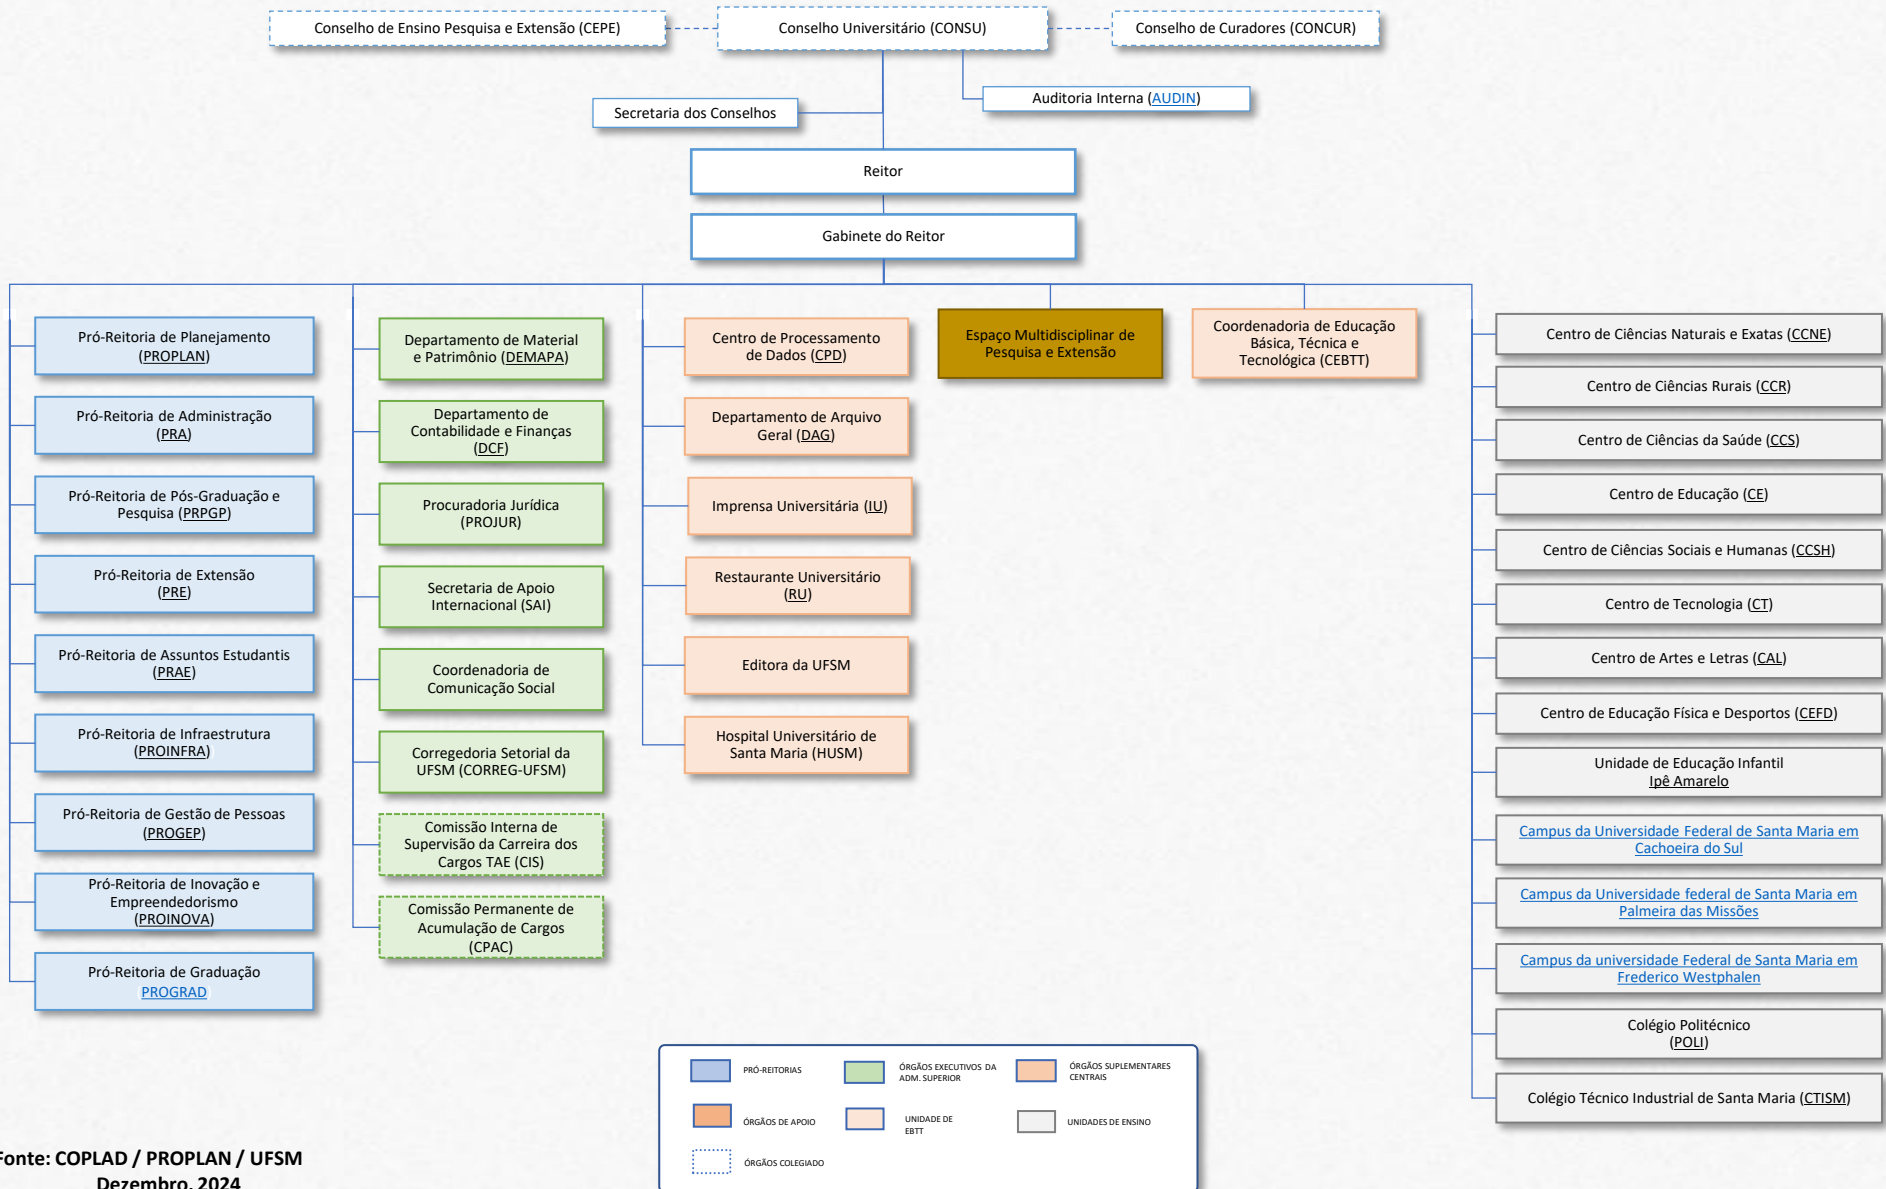 Conselho de Ensino Pesquisa e Extensão (CEPE)
Conselho Universitário (CONSU)
Conselho de Curadores (CONCUR)
Auditoria Interna (AUDIN)
Secretaria dos Conselhos
Reitor
Gabinete do Reitor
Pró-Reitoria de Planejamento
(PROPLAN)
Pró-Reitoria de Administração
(PRA)
Pró-Reitoria de Pós-Graduação e
Pesquisa (PRPGP)
Pró-Reitoria de Extensão
(PRE)
Pró-Reitoria de Assuntos Estudantis
(PRAE)
Pró-Reitoria de Infraestrutura
(PROINFRA)
Pró-Reitoria de Gestão de Pessoas
(PROGEP)
Pró-Reitoria de Inovação e
Empreendedorismo
(PROINOVA)
Pró-Reitoria de Graduação
(PROGRAD)
Departamento de Material
e Patrimônio (DEMAPA)
Departamento de
Contabilidade e Finanças
(DCF)
Procuradoria Jurídica
(PROJUR)
Secretaria de Apoio
Internacional (SAI)
Coordenadoria de
Comunicação Social
Corregedoria Setorial da
UFSM (CORREG-UFSM)
Comissão Interna de
Supervisão da Carreira dos
Cargos TAE (CIS)
Comissão Permanente de
Acumulação de Cargos
(CPAC)
Centro de Processamento
de Dados (CPD)
Departamento de Arquivo
Geral (DAG)
Imprensa Universitária (IU)
Restaurante Universitário
(RU)
Editora da UFSM
Hospital Universitário de
Santa Maria (HUSM)
Espaço Multidisciplinar de
Pesquisa e Extensão
Coordenadoria de Educação
Básica, Técnica e
Tecnológica (CEBTT)
Centro de Ciências Naturais e Exatas (CCNE)
Centro de Ciências Rurais (CCR)
Centro de Ciências da Saúde (CCS)
Centro de Educação (CE)
Centro de Ciências Sociais e Humanas (CCSH)
Centro de Tecnologia (CT)
Centro de Artes e Letras (CAL)
Centro de Educação Física e Desportos (CEFD)
Unidade de Educação Infantil
Ipê Amarelo
Campus da Universidade Federal de Santa Maria em
Cachoeira do Sul
Campus da Universidade federal de Santa Maria em
Palmeira das Missões
Campus da universidade Federal de Santa Maria em
Frederico Westphalen
Colégio Politécnico
(POLI)
Colégio Técnico Industrial de Santa Maria (CTISM)
PRÓ-REITORIAS
ÓRGÃOS EXECUTIVOS DA
ADM. SUPERIOR
ÓRGÃOS SUPLEMENTARES
CENTRAIS
ÓRGÃOS DE APOIO
UNIDADE DE
EBTT
UNIDADES DE ENSINO
ÓRGÃOS COLEGIADO
Fonte: COPLAD / PROPLAN / UFSM
Dezembro, 2024